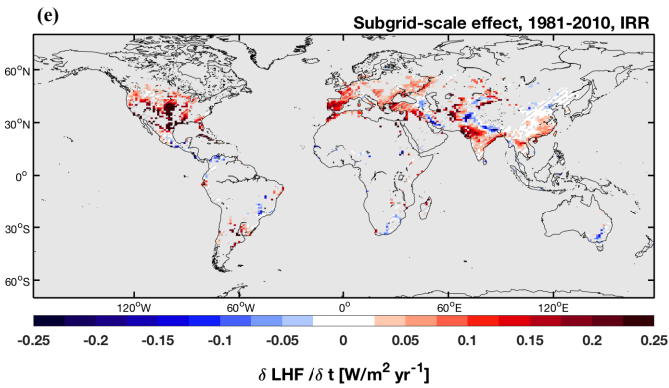 (e)
Subgrid-scale effect, 1981-2010, IRR
60°N
30°N
0°
30°S
60°S
120°W 60°W 0° 60°E 120°E
-0.25 -0.2 -0.15 -0.1 -0.05 0 0.05 0.1 0.15 0.2 0.25
δ LHF /δ t [W/m² yr⁻¹]